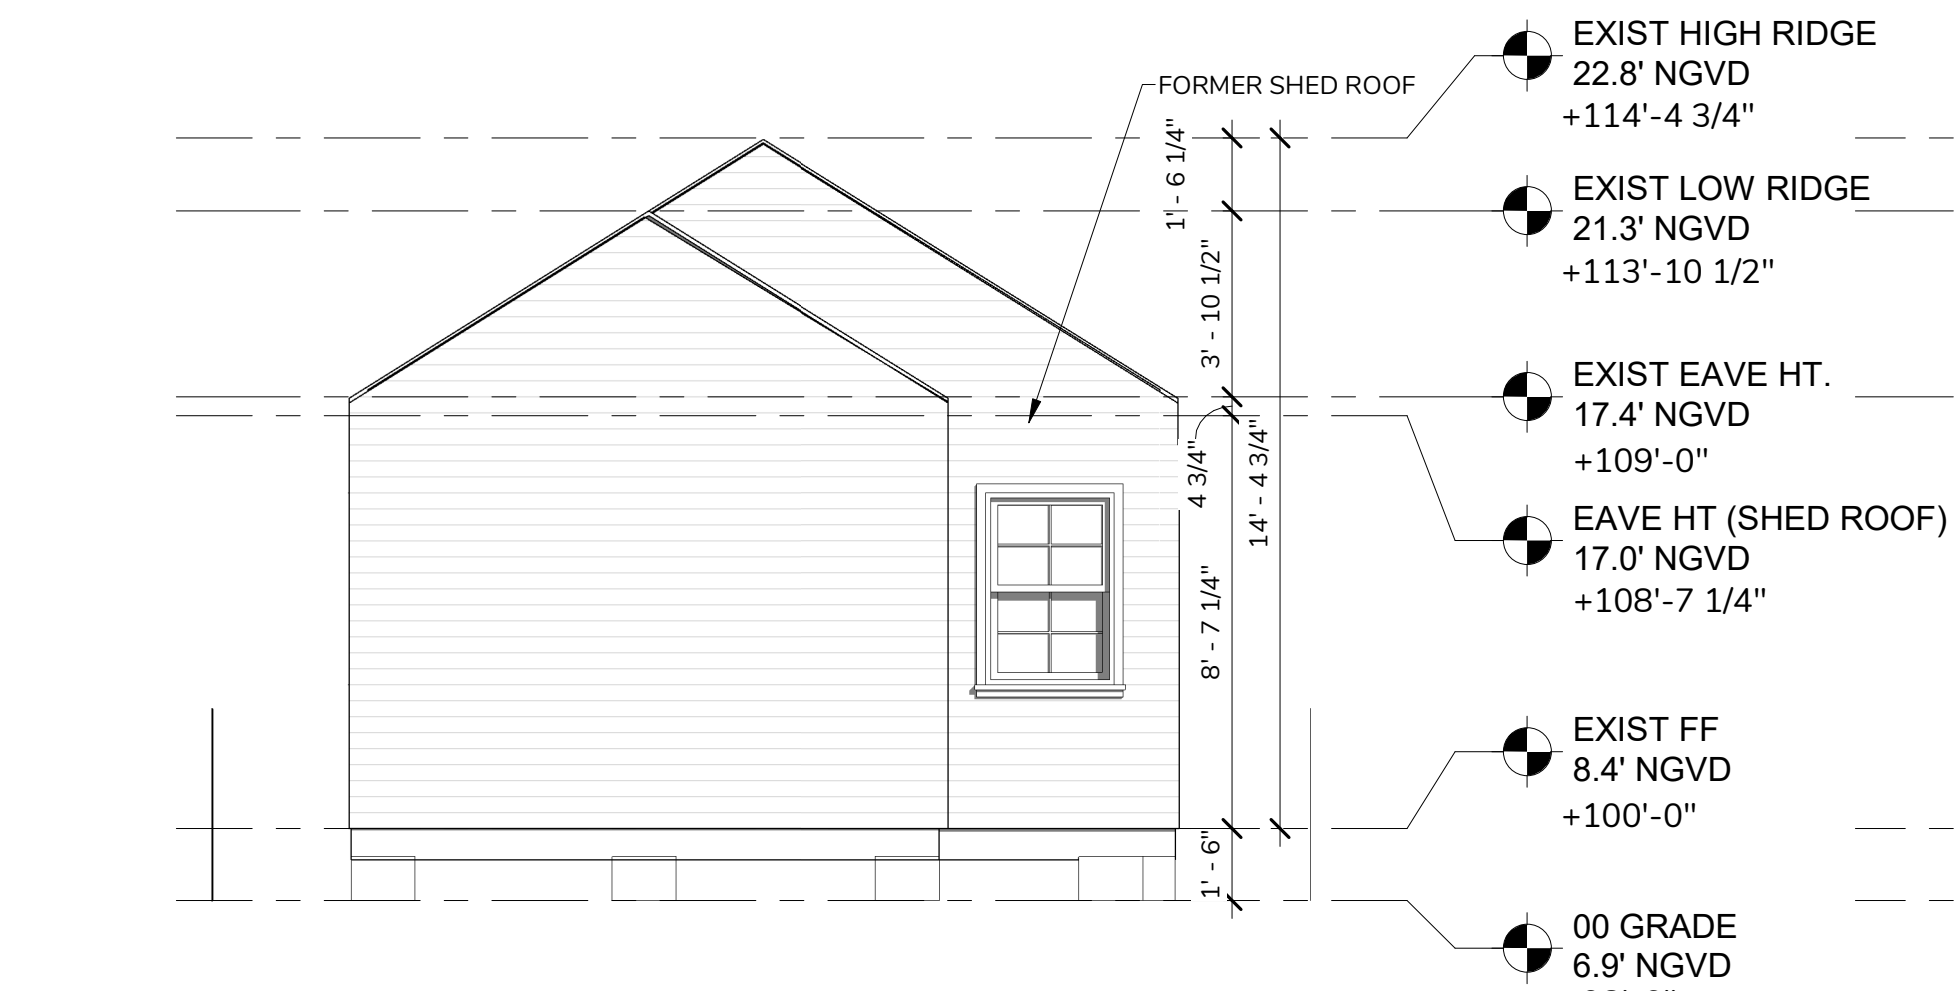 EXIST HIGH RIDGE
22.8' NGVD
+114'-4 3/4"
FORMER SHED ROOF
1' - 6 1/4"
EXIST LOW RIDGE
21.3' NGVD
+113'-10 1/2"
3' - 10 1/2"
EXIST EAVE HT.
17.4' NGVD
+109'-0"
4 3/4"
14' - 4 3/4"
EAVE HT (SHED ROOF)
17.0' NGVD
+108'-7 1/4"
8' - 7 1/4"
EXIST FF
8.4' NGVD
+100'-0"
1' - 6"
00 GRADE
6.9' NGVD